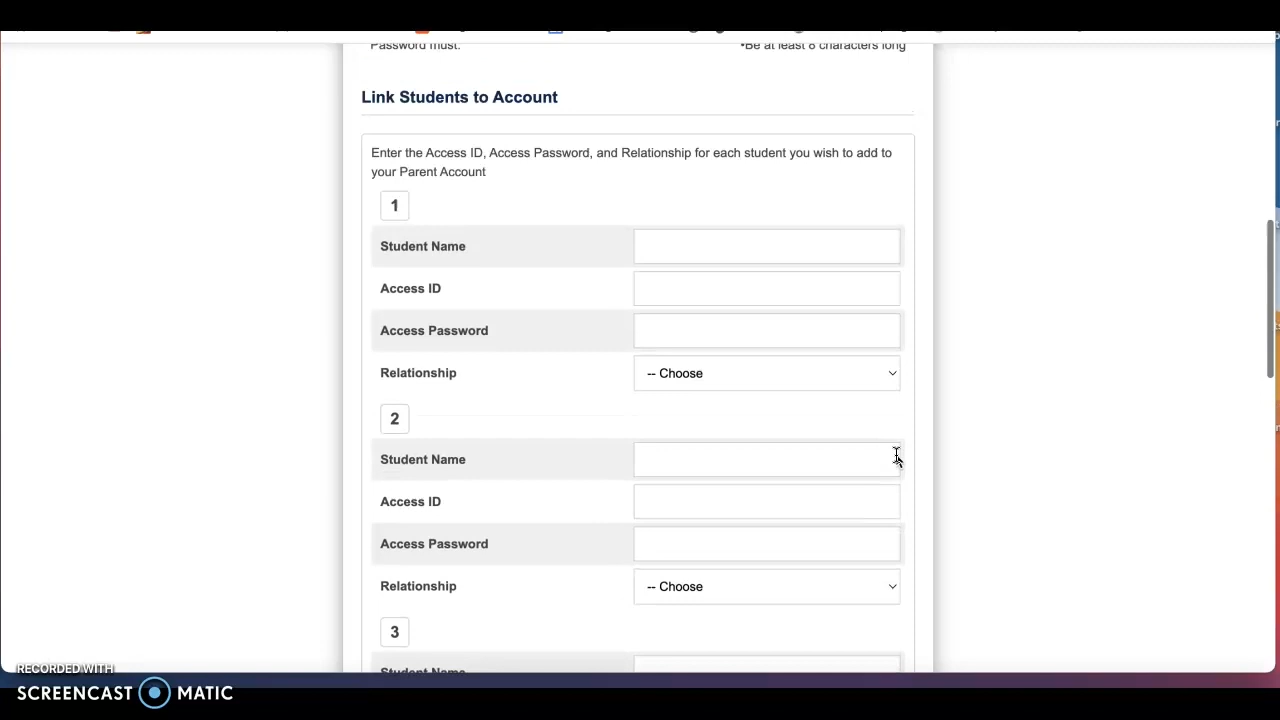 Password must:
•Be at least 8 characters long
Link Students to Account
Enter the Access ID, Access Password, and Relationship for each student you wish to add to
your Parent Account
1
Student Name
Access ID
Access Password
Relationship
-- Choose
2
Student Name
Access ID
Access Password
Relationship
-- Choose
3
Student Name
RECORDED WITH
SCREENCAST MATIC